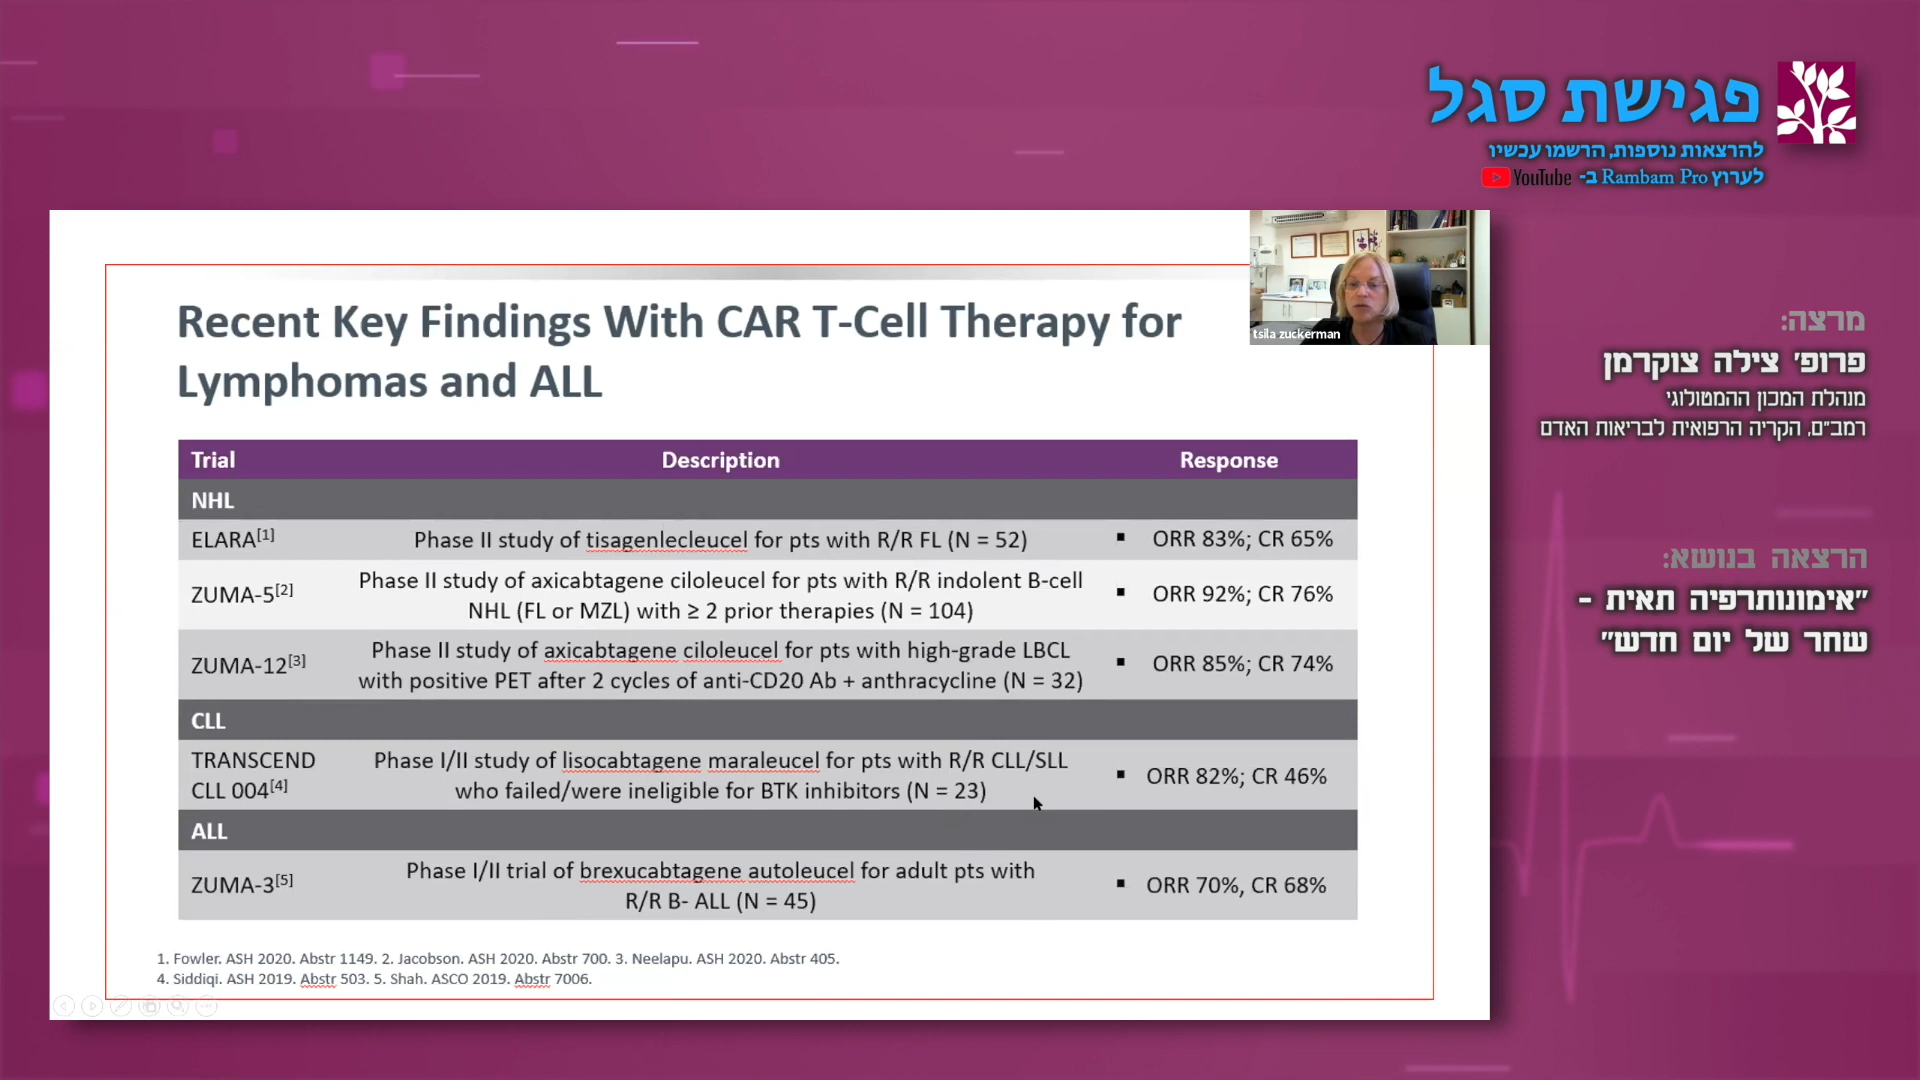 פגישת סגל
להרצאות נוספות, הרשמו עכשיו
לערוץ Rambam Pro ב- YouTube
tsila zuckerman
מרצה:
פרופ׳ צילה צוקרמן
מנהלת המכון ההמטולוגי
רמב״ם, הקריה הרפואית לבריאות האדם
הרצאה בנושא:
״אימונותרפיה תאית -
שחר של יום חדש״
Recent Key Findings With CAR T-Cell Therapy for
Lymphomas and ALL
Trial Description Response
NHL
ELARA[1] Phase II study of tisagenlecleucel for pts with R/R FL (N = 52) ▪ ORR 83%; CR 65%
ZUMA-5[2] Phase II study of axicabtagene ciloleucel for pts with R/R indolent B-cell
NHL (FL or MZL) with ≥ 2 prior therapies (N = 104) ▪ ORR 92%; CR 76%
ZUMA-12[3] Phase II study of axicabtagene ciloleucel for pts with high-grade LBCL
with positive PET after 2 cycles of anti-CD20 Ab + anthracycline (N = 32) ▪ ORR 85%; CR 74%
CLL
TRANSCEND Phase I/II study of lisocabtagene maraleucel for pts with R/R CLL/SLL
CLL 004[4] who failed/were ineligible for BTK inhibitors (N = 23) ▪ ORR 82%; CR 46%
ALL
ZUMA-3[5] Phase I/II trial of brexucabtagene autoleucel for adult pts with
R/R B- ALL (N = 45) ▪ ORR 70%, CR 68%
1. Fowler. ASH 2020. Abstr 1149. 2. Jacobson. ASH 2020. Abstr 700. 3. Neelapu. ASH 2020. Abstr 405.
4. Siddiqi. ASH 2019. Abstr 503. 5. Shah. ASCO 2019. Abstr 7006.